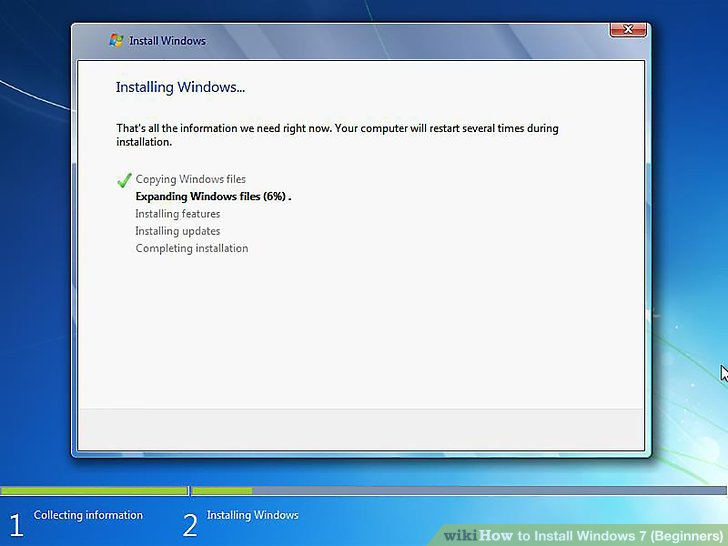 Install Windows
Installing Windows...
That's all the information we need right now. Your computer will restart several times during
installation.
Copying Windows files
Expanding Windows files (6%) .
Installing features
Installing updates
Completing installation
1 Collecting information
2 Installing Windows
wikiHow to Install Windows 7 (Beginners)